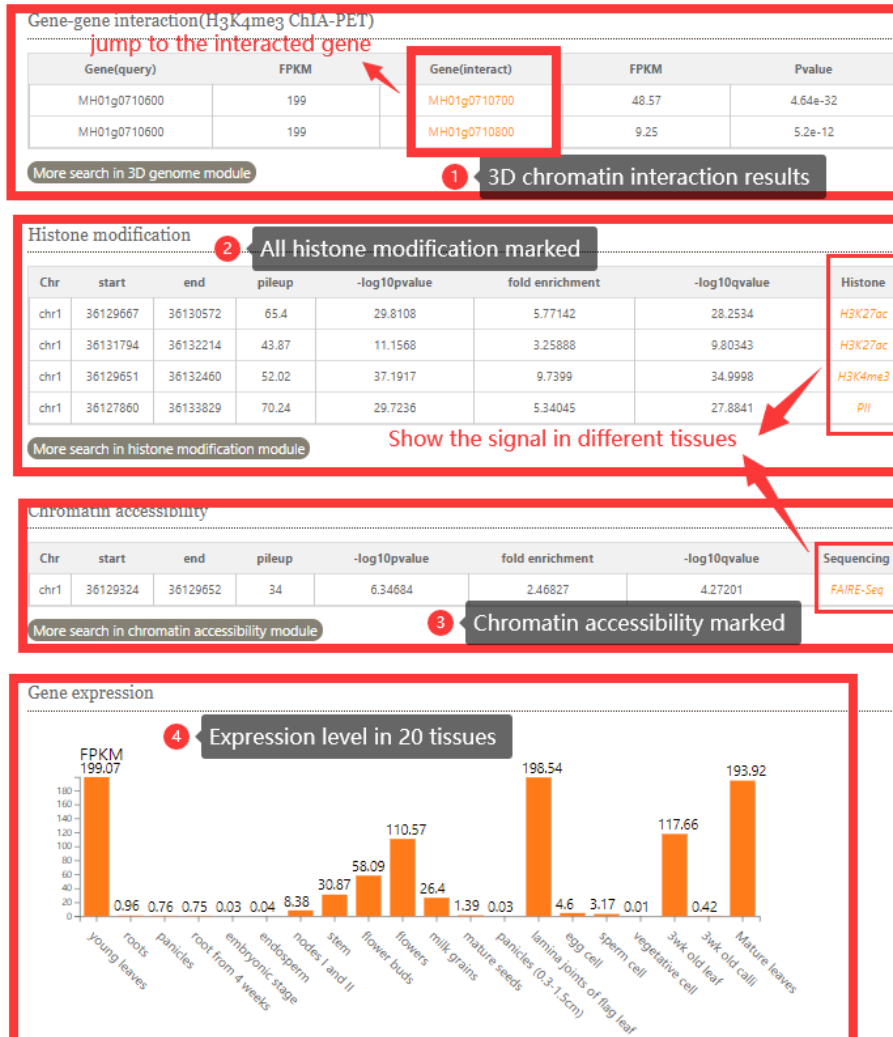 Gene-gene interaction(H3K4me3 ChIA-PET)
jump to the interacted gene
Gene(query) FPKM Gene(interact) FPKM Pvalue
MH01g0710600 199 MH01g0710700 48.57 4.64e-32
MH01g0710600 199 MH01g0710800 9.25 5.2e-12
More search in 3D genome module
1 3D chromatin interaction results
Histone modification
2 All histone modification marked
Chr start end pileup -log10pvalue fold enrichment -log10qvalue Histone
chr1 36129667 36130572 65.4 29.8108 5.77142 28.2534 H3K27ac
chr1 36131794 36132214 43.87 11.1568 3.25888 9.80343 H3K27ac
chr1 36129651 36132460 52.02 37.1917 9.7399 34.9998 H3K4me3
chr1 36127860 36133829 70.24 29.7236 5.34045 27.8841 PII
Show the signal in different tissues
More search in histone modification module
Chromatin accessibility
Chr start end pileup -log10pvalue fold enrichment -log10qvalue Sequencing
chr1 36129324 36129652 34 6.34684 2.46827 4.27201 FAIRE-Seq
More search in chromatin accessibility module
3 Chromatin accessibility marked
Gene expression
4 Expression level in 20 tissues
FPKM
199.07 0.96 0.76 0.75 0.03 0.04 8.38 30.87 58.09 110.57 26.4 1.39 0.03 198.54 4.6 3.17 0.01 117.66 0.42 193.92
180
160
140
120
100
80
60
40
20
0
young leaves
roots
panicles
root from 4 weeks
embryonic stage
endosperm
nodes I and II
stem
flower buds
flowers
milk grains
mature seeds
panicles (0.3-1.5cm)
lamina joints of flag leaf
egg cell
sperm cell
vegetative cell
3wk old leaf
3wk old calli
Mature leaves